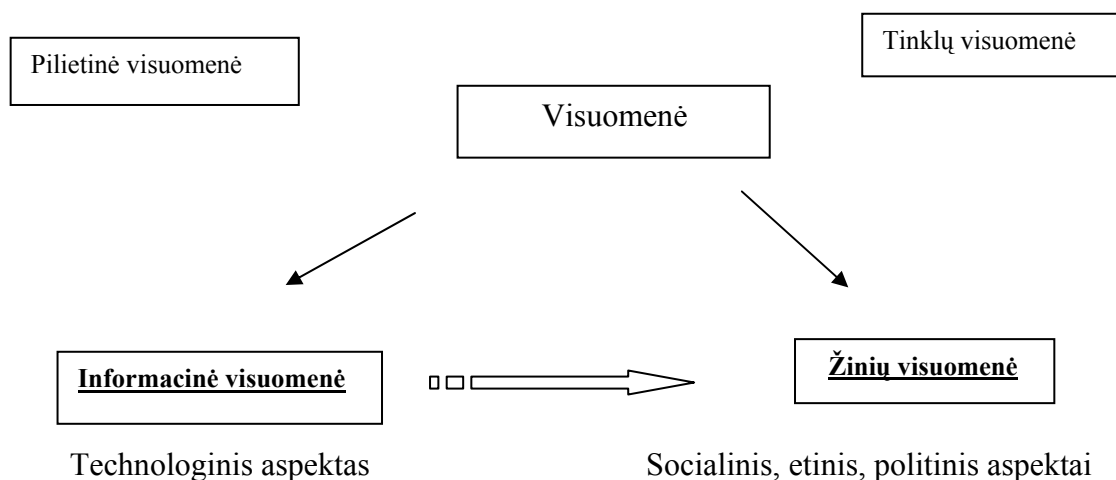 Pilietinė visuomenė
Tinklų visuomenė
Visuomenė
Informacinė visuomenė
Žinių visuomenė
Technologinis aspektas
Socialinis, etinis, politinis aspektai